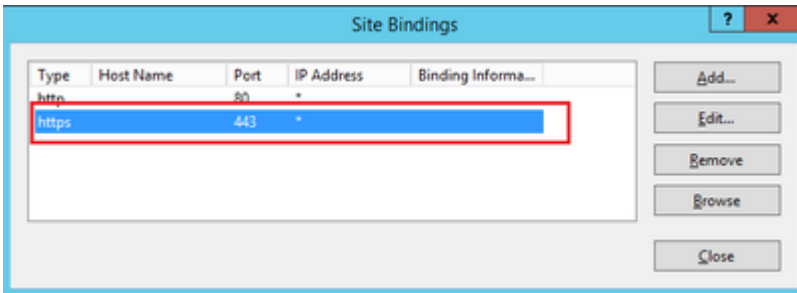 Site Bindings
? x
Type Host Name Port IP Address Binding Informa...
http 80 *
https 443 *
Add...
Edit...
Remove
Browse
Close